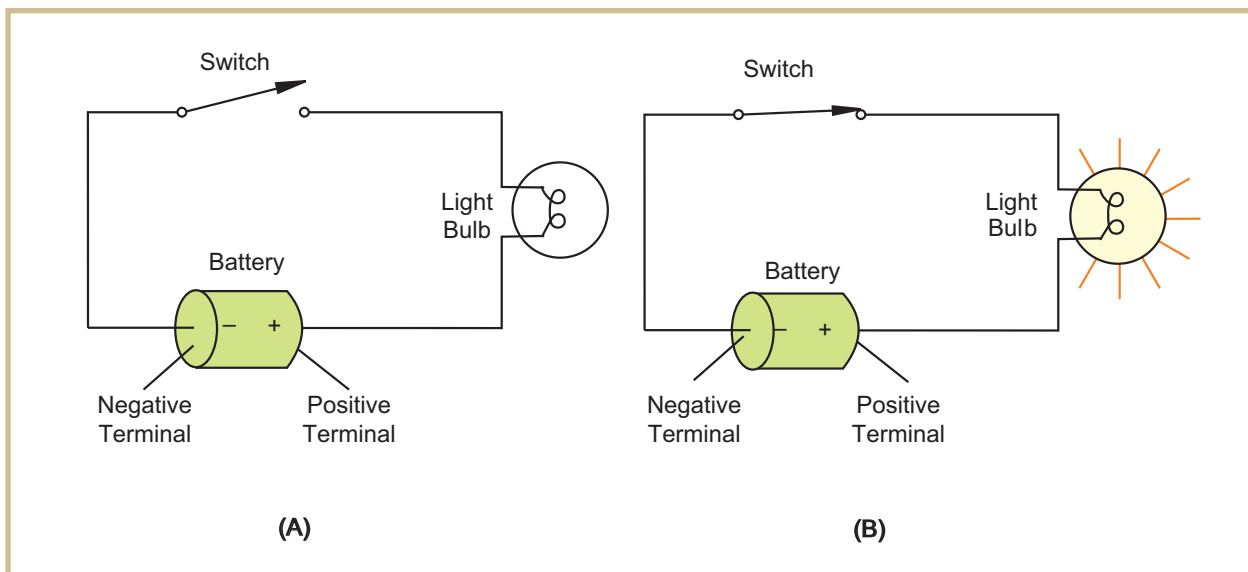 Switch
Light
Bulb
Battery
– +
Negative
Terminal
Positive
Terminal
(A)
Switch
Light
Bulb
Battery
– +
Negative
Terminal
Positive
Terminal
(B)